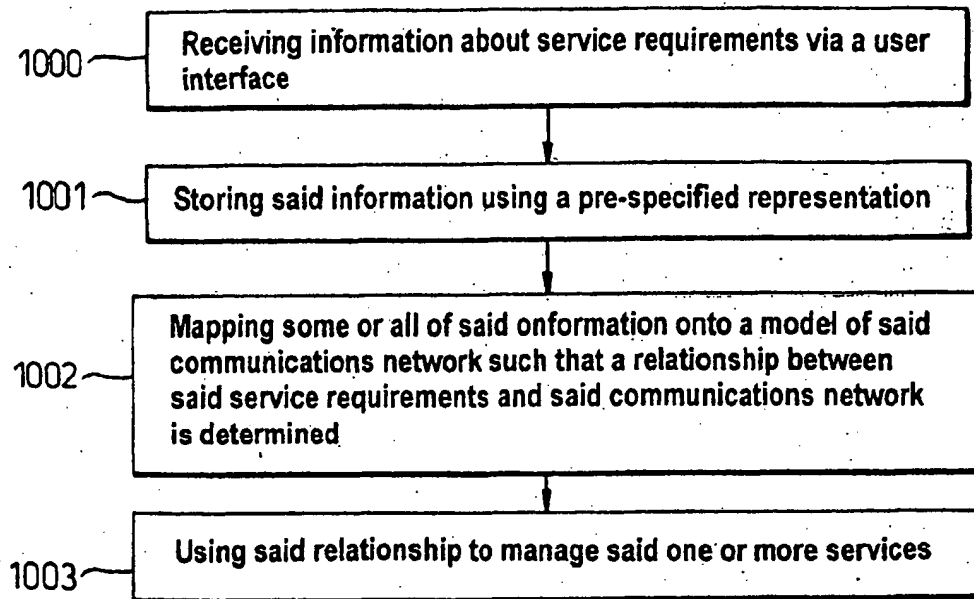 1000
Receiving information about service requirements via a user
interface
1001
Storing said information using a pre-specified representation
1002
Mapping some or all of said onformation onto a model of said
communications network such that a relationship between
said service requirements and said communications network
is determined
1003
Using said relationship to manage said one or more services